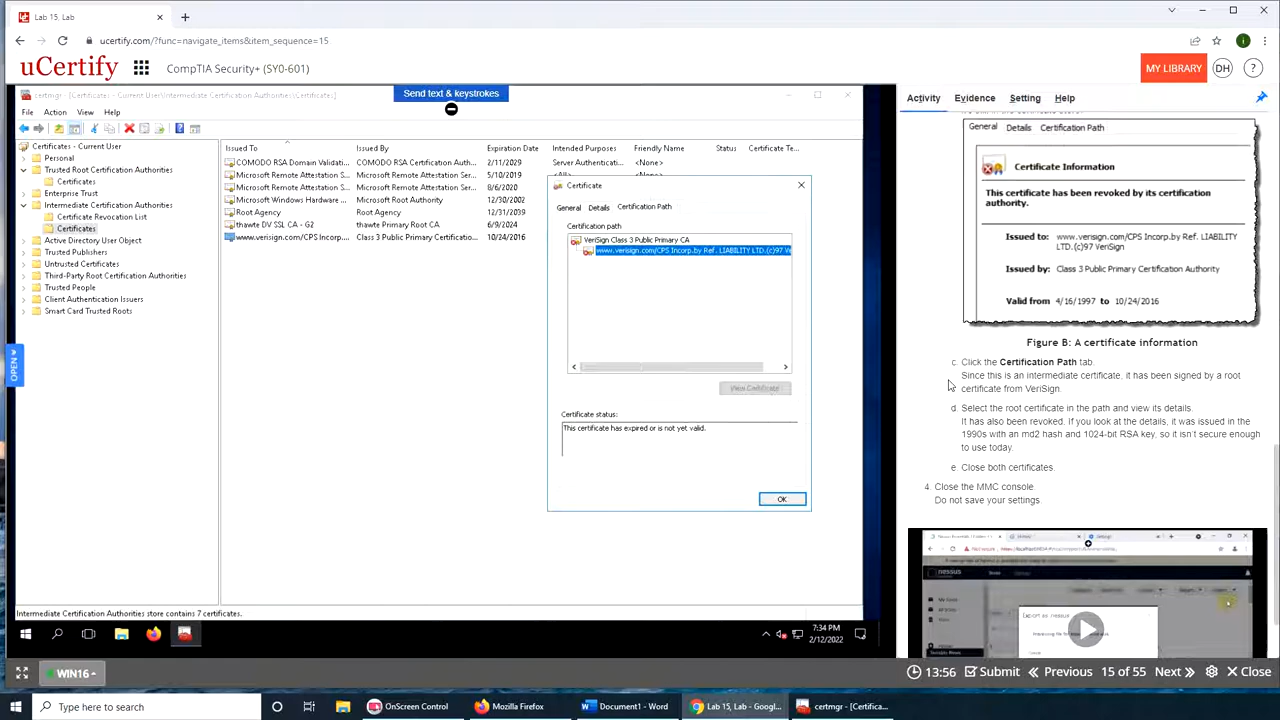 Lab 15, Lab
ucertify.com/?func=navigate_items&item_sequence=15
uCertify
CompTIA Security+ (SY0-601)
MY LIBRARY
DH
?
certmgr - [Certificates - Current User\Intermediate Certification Authorities\Certificates]
Send text & keystrokes
File Action View Help
Certificates - Current User
Personal
Trusted Root Certification Authorities
Certificates
Enterprise Trust
Intermediate Certification Authorities
Certificate Revocation List
Certificates
Active Directory User Object
Trusted Publishers
Untrusted Certificates
Third-Party Root Certification Authorities
Trusted People
Client Authentication Issuers
Smart Card Trusted Roots
Issued To Issued By Expiration Date Intended Purposes Friendly Name Status Certificate Te...
COMODO RSA Domain Validati... COMODO RSA Certification Auth... 2/11/2029 Server Authenticati... <None>
Microsoft Remote Attestation S... Microsoft Remote Attestation Ser... 5/10/2019 <All> <None>
Microsoft Remote Attestation S... Microsoft Remote Attestation Ser... 8/6/2020
Microsoft Windows Hardware ... Microsoft Root Authority 12/30/2002
Root Agency Root Agency 12/31/2039
thawte DV SSL CA - G2 thawte Primary Root CA 6/9/2024
www.verisign.com/CPS Incorp.... Class 3 Public Primary Certificatio... 10/24/2016
Certificate
General Details Certification Path
Certification path
VeriSign Class 3 Public Primary CA
www.verisign.com/CPS Incorp.by Ref. LIABILITY LTD.(c)97 Veri
View Certificate
Certificate status:
This certificate has expired or is not yet valid.
OK
Intermediate Certification Authorities store contains 7 certificates.
OPEN
7:34 PM
2/12/2022
Activity Evidence Setting Help
General Details Certification Path
Certificate Information
This certificate has been revoked by its certification
authority.
Issued to: www.verisign.com/CPS Incorp.by Ref. LIABILITY
LTD.(c)97 VeriSign
Issued by: Class 3 Public Primary Certification Authority
Valid from 4/16/1997 to 10/24/2016
Figure B: A certificate information
c. Click the Certification Path tab.
Since this is an intermediate certificate, it has been signed by a root
certificate from VeriSign.
d. Select the root certificate in the path and view its details.
It has also been revoked. If you look at the details, it was issued in the
1990s with an md2 hash and 1024-bit RSA key, so it isn't secure enough
to use today.
e. Close both certificates.
4. Close the MMC console.
Do not save your settings.
nessus
WIN16
13:56 Submit Previous 15 of 55 Next Close
Type here to search
OnScreen Control
Mozilla Firefox
Document1 - Word
Lab 15, Lab - Googl...
certmgr - [Certifica...